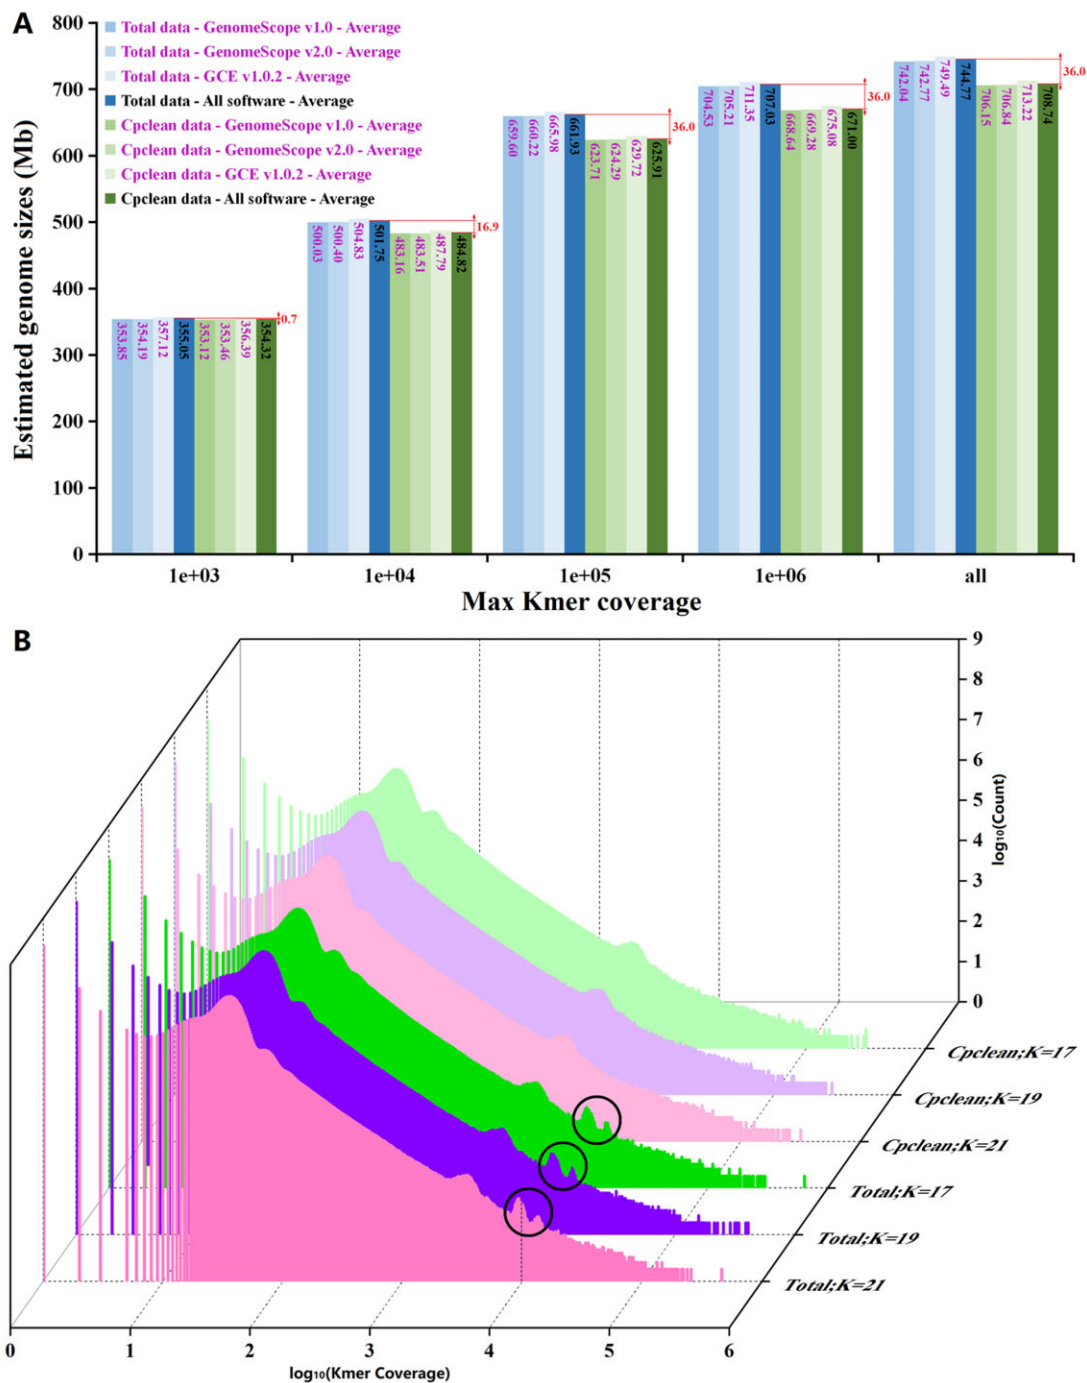 A
Estimated genome sizes (Mb)
800
700
600
500
400
300
200
100
0
Total data - GenomeScope v1.0 - Average
Total data - GenomeScope v2.0 - Average
Total data - GCE v1.0.2 - Average
Total data - All software - Average
Cpclean data - GenomeScope v1.0 - Average
Cpclean data - GenomeScope v2.0 - Average
Cpclean data - GCE v1.0.2 - Average
Cpclean data - All software - Average
353.85
354.19
357.12
355.05
353.12
353.46
356.39
354.32
0.7
500.03
500.40
504.83
501.75
483.16
483.51
487.79
484.82
16.9
659.60
660.22
665.98
661.93
623.71
624.29
629.72
625.91
36.0
704.53
705.21
711.35
707.03
668.64
669.28
675.08
671.00
36.0
742.04
742.77
749.49
744.77
706.15
706.84
713.22
708.74
36.0
1e+03
1e+04
1e+05
1e+06
all
Max Kmer coverage
B
9
8
7
6
5
4
3
2
1
0
log₁₀(Count)
Cpclean;K=17
Cpclean;K=19
Cpclean;K=21
Total;K=17
Total;K=19
Total;K=21
0
1
2
3
4
5
6
log₁₀(Kmer Coverage)